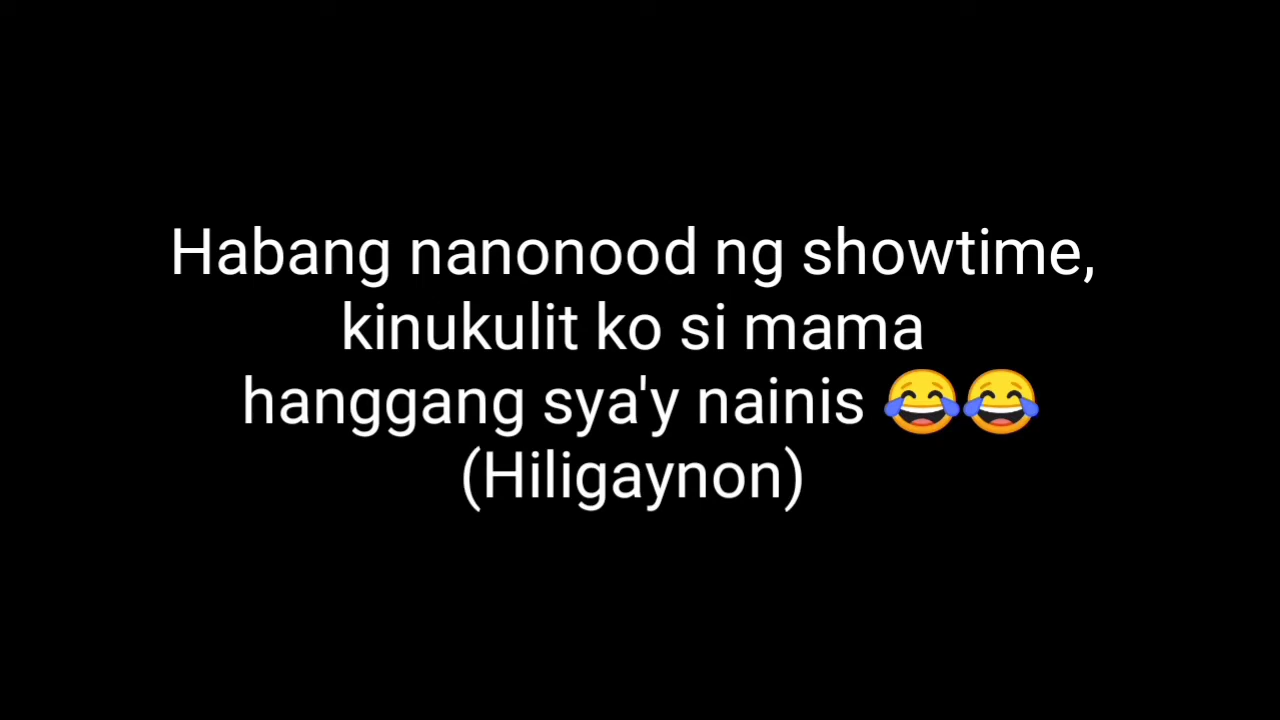 Habang nanonood ng showtime,
kinukulit ko si mama
hanggang sya'y nainis 😂😂
(Hiligaynon)